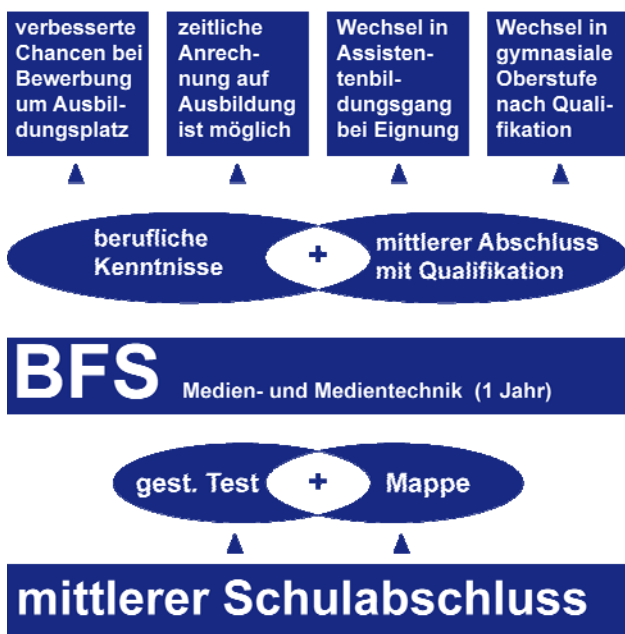 verbesserte
Chancen bei
Bewerbung
um Ausbil-
dungsplatz
zeitliche
Anrech-
nung auf
Ausbildung
ist möglich
Wechsel in
Assisten-
tenbil-
dungsgang
bei Eignung
Wechsel in
gymnasiale
Oberstufe
nach Quali-
fikation
berufliche
Kenntnisse
+
mittlerer Abschluss
mit Qualifikation
BFS Medien- und Medientechnik (1 Jahr)
gest. Test + Mappe
mittlerer Schulabschluss